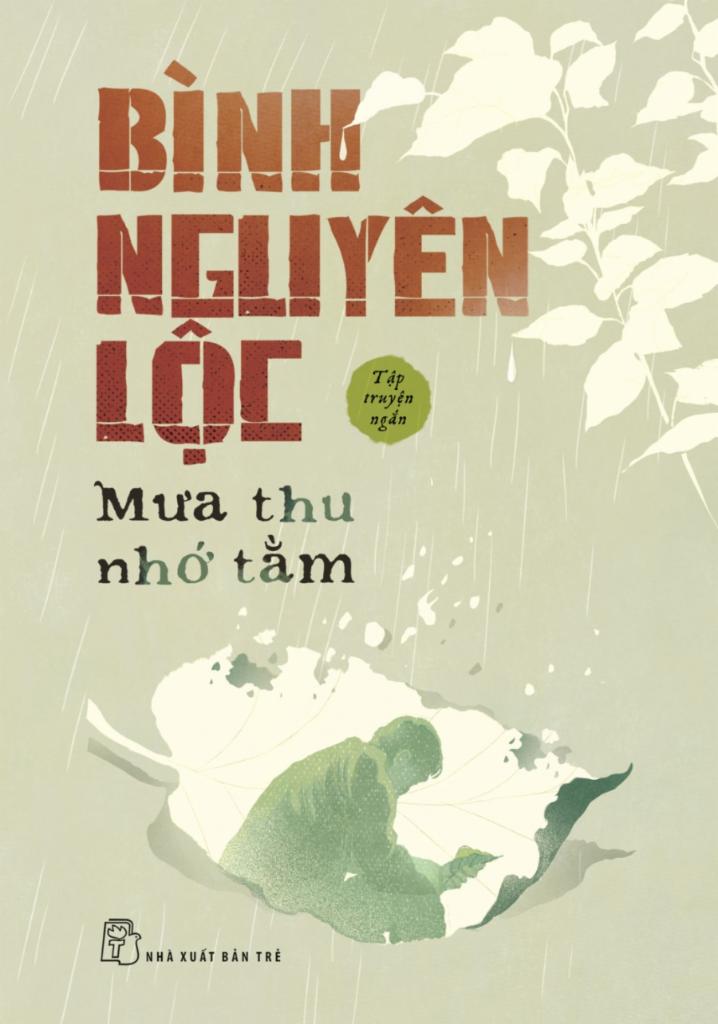 BÌNH
NGUYÊN
LỘC
Tập
truyện
ngắn
Mưa thu
nhớ tằm
NHÀ XUẤT BẢN TRẺ